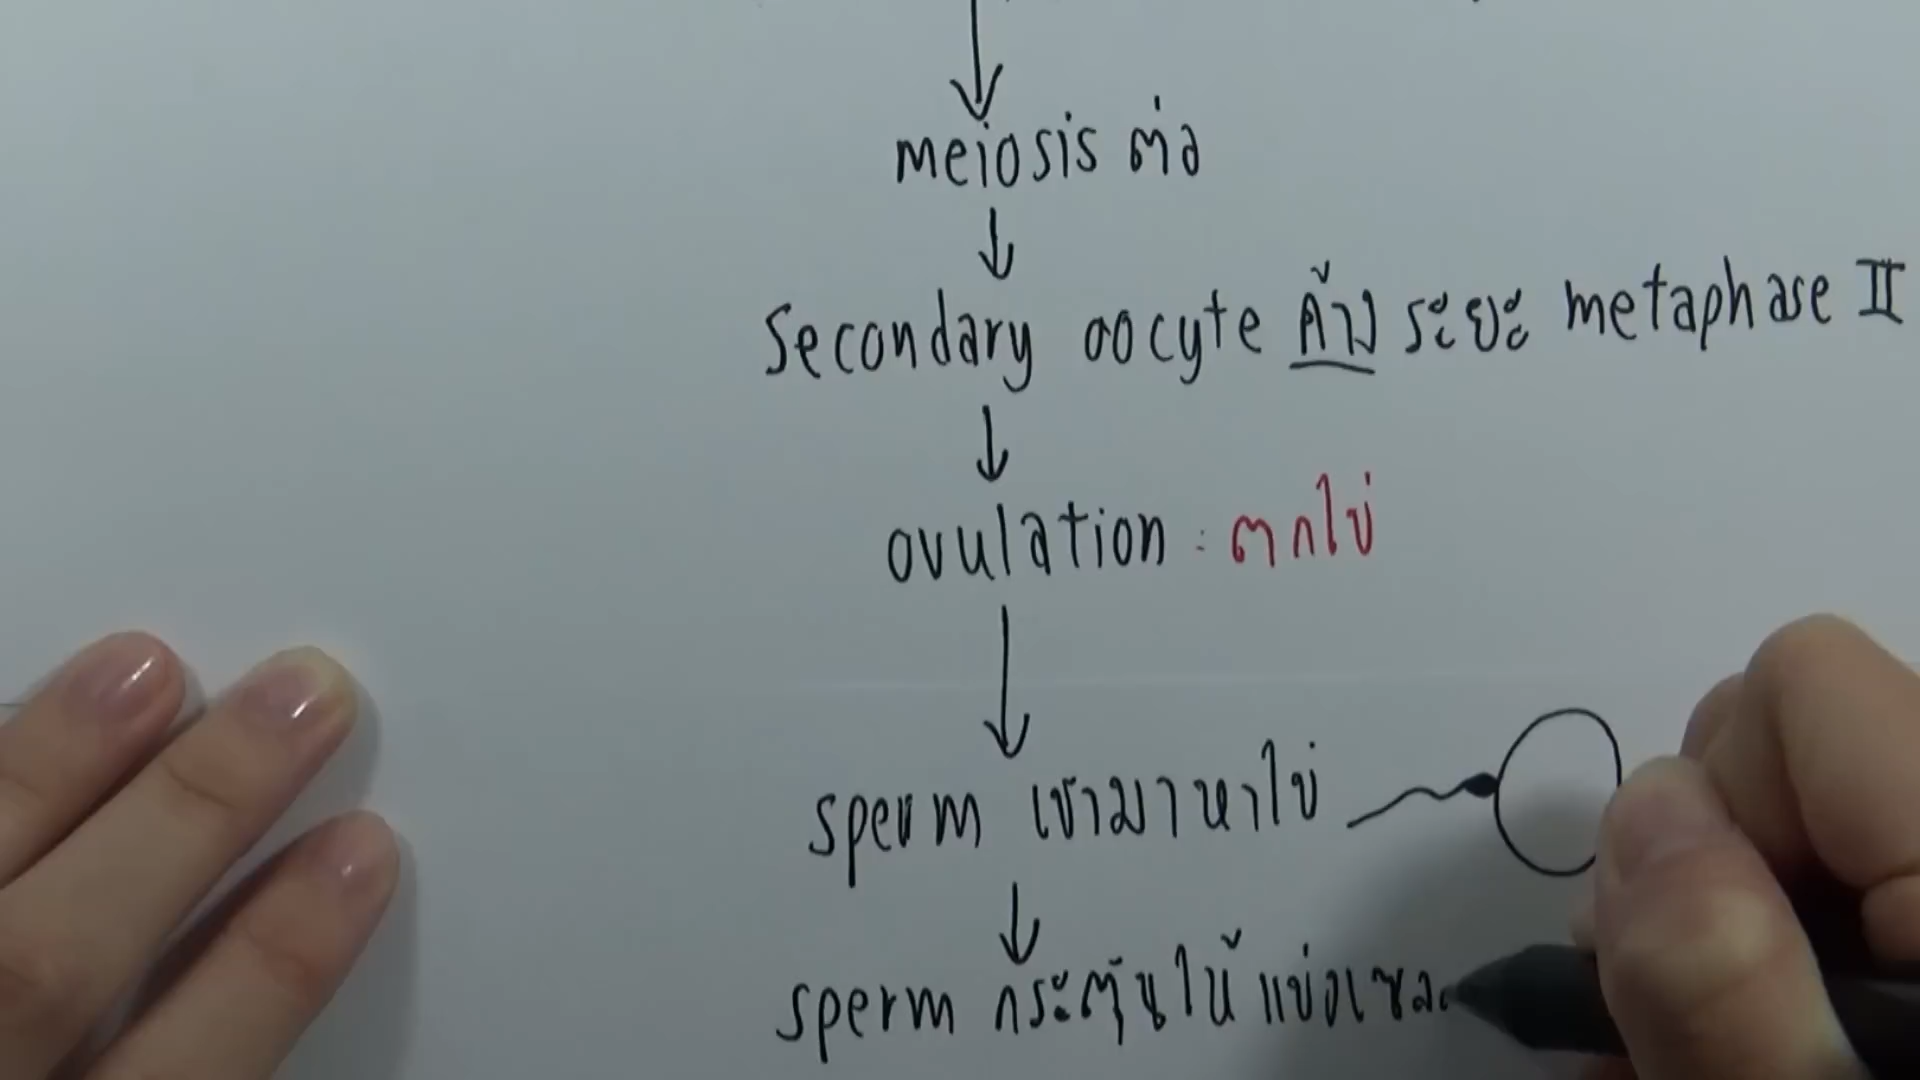 meiosis ต่อ
Secondary oocyte ค้าง ระยะ metaphase II
ovulation : ตกไข่
sperm เข้ามาหาไข่
sperm กระตุ้นให้ แบ่งเซล